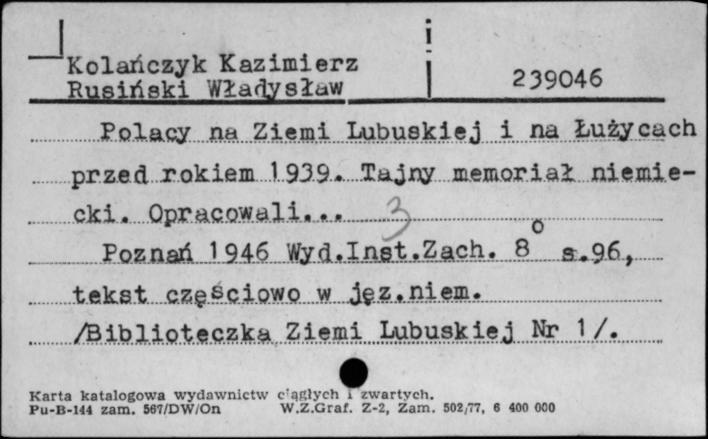 Kolańczyk Kazimierz
Rusiński Władysław
239046
Polacy na Ziemi Lubuskiej i na Łużycach
przed rokiem 1939. Tajny memoriał niemie-
cki. Opracowali...
3
Poznań 1946 Wyd.Inst.Zach. 8° s.96,
tekst częściowo w jęz.niem.
/Biblioteczka Ziemi Lubuskiej Nr 1/.
Karta katalogowa wydawnictw ciągłych i zwartych.
Pu-B-144 zam. 567/DW/On W.Z.Graf. Z-2, Zam. 502/77, 6 400 000